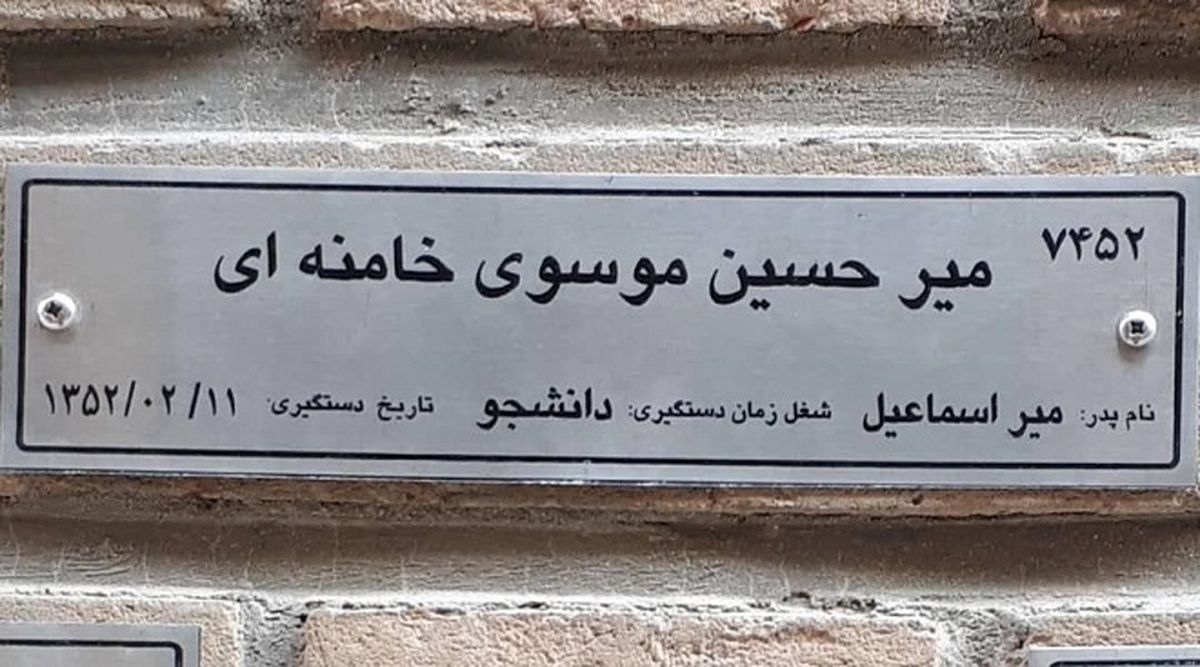 ۷۴۵۲
میر حسین موسوی خامنه ای
نام پدر: میر اسماعیل شغل زمان دستگیری: دانشجو تاریخ دستگیری: ۱۳۵۲/۰۲/۱۱